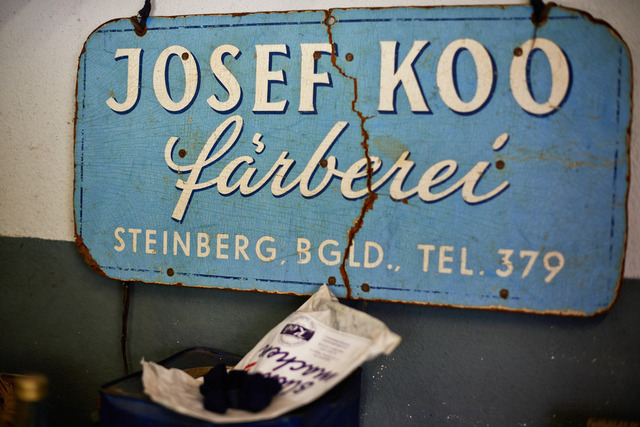 JOSEF KOO
färberei
STEINBERG, BGLD., TEL. 379